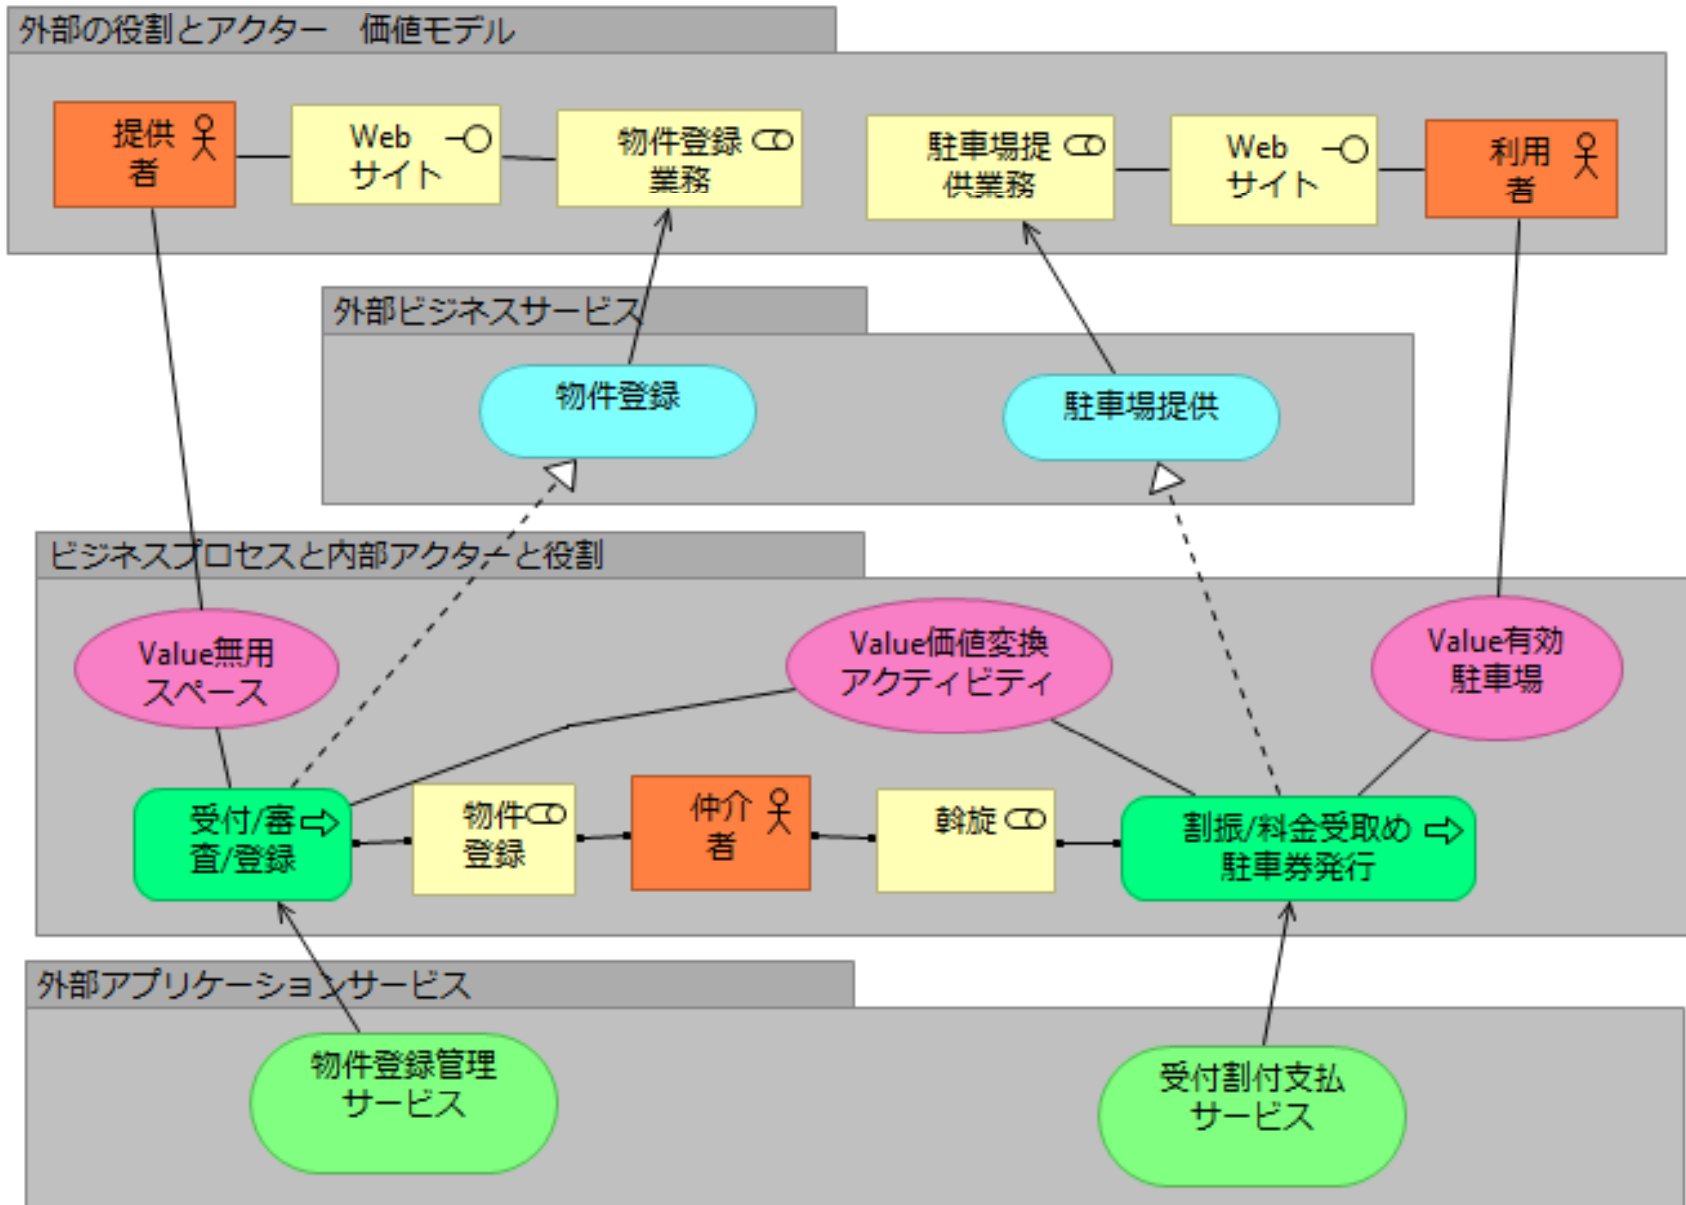 外部の役割とアクター　価値モデル
提供
者
Web
サイト
物件登録
業務
駐車場提
供業務
Web
サイト
利用
者
外部ビジネスサービス
物件登録
駐車場提供
ビジネスプロセスと内部アクターと役割
Value無用
スペース
Value価値変換
アクティビティ
Value有効
駐車場
受付/審
査/登録
物件
登録
仲介
者
斡旋
割振/料金受取め
駐車券発行
外部アプリケーションサービス
物件登録管理
サービス
受付割付支払
サービス